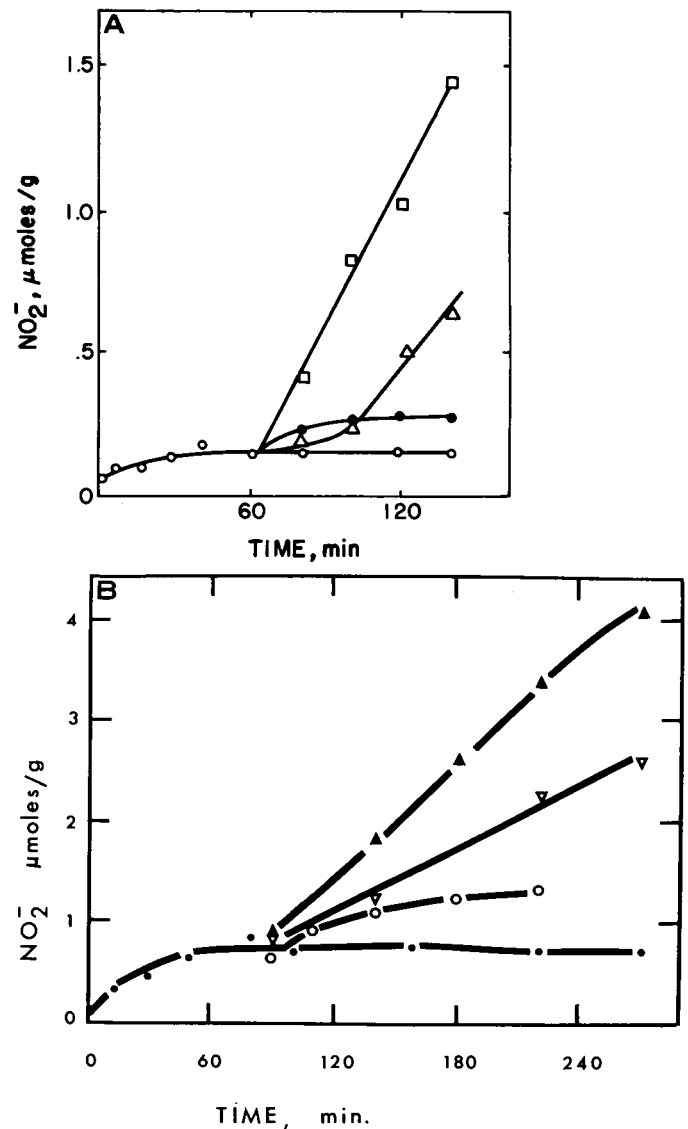 A
1.5
1.0
.5
0
NO₂⁻, μmoles/g
60 120
TIME, min
B
4
3
2
1
0
NO₂⁻ μmoles/g
0 60 120 180 240
TIME, min.